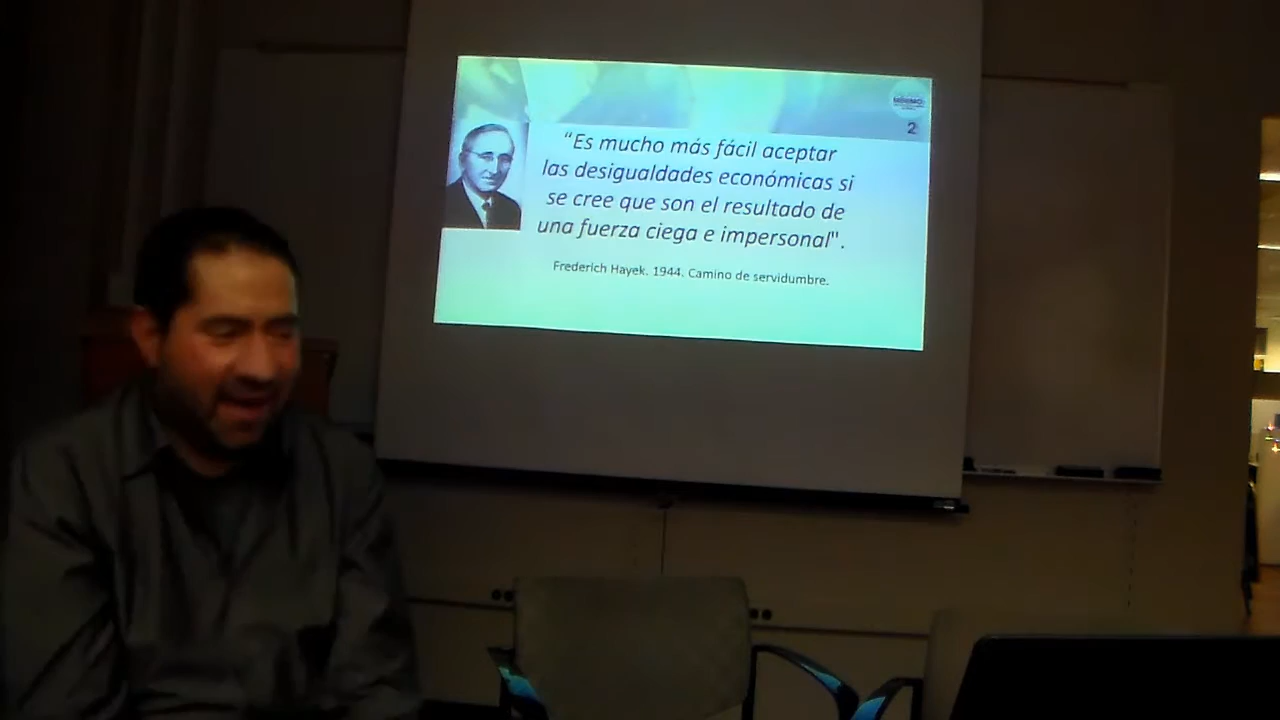 2
“Es mucho más fácil aceptar
las desigualdades económicas si
se cree que son el resultado de
una fuerza ciega e impersonal".
Frederich Hayek. 1944. Camino de servidumbre.